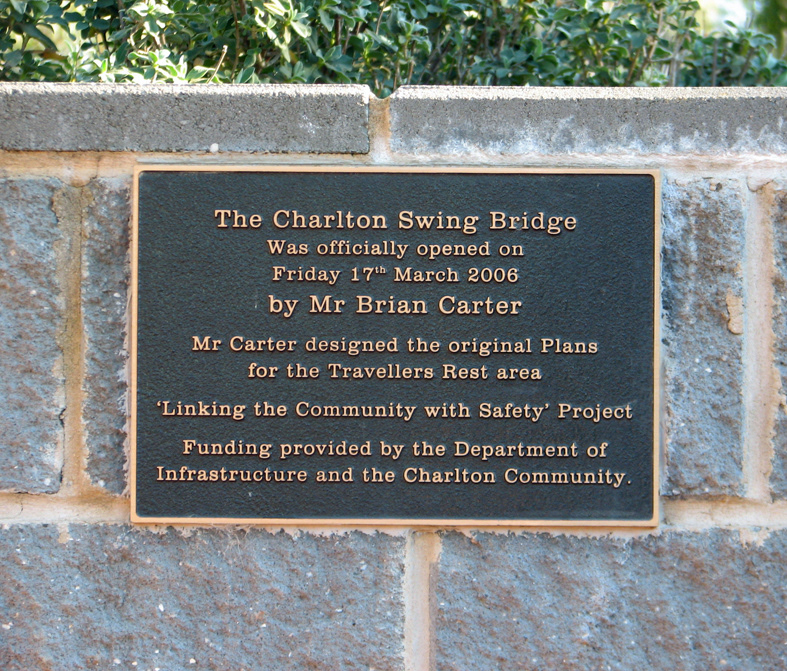 The Charlton Swing Bridge
Was officially opened on
Friday 17th March 2006
by Mr Brian Carter
Mr Carter designed the original Plans
for the Travellers Rest area
‘Linking the Community with Safety’ Project
Funding provided by the Department of
Infrastructure and the Charlton Community.